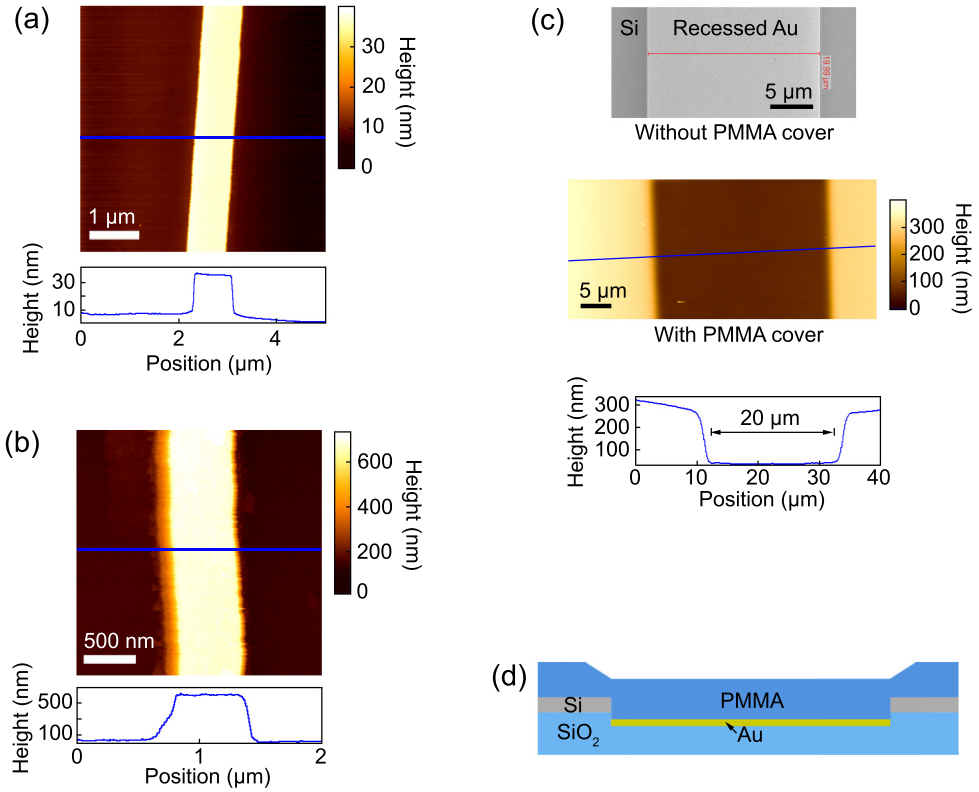 (a)
30
20
10
0
Height (nm)
1 µm
30
10
Height (nm)
0
2
4
Position (µm)
(b)
600
400
200
0
Height (nm)
500 nm
500
100
Height (nm)
0
1
2
Position (µm)
(c)
Si
Recessed Au
19.99 µm
5 µm
Without PMMA cover
300
200
100
0
Height (nm)
5 µm
With PMMA cover
300
200
100
Height (nm)
20 µm
0
10
20
30
40
Position (µm)
(d)
PMMA
Si
SiO2
Au